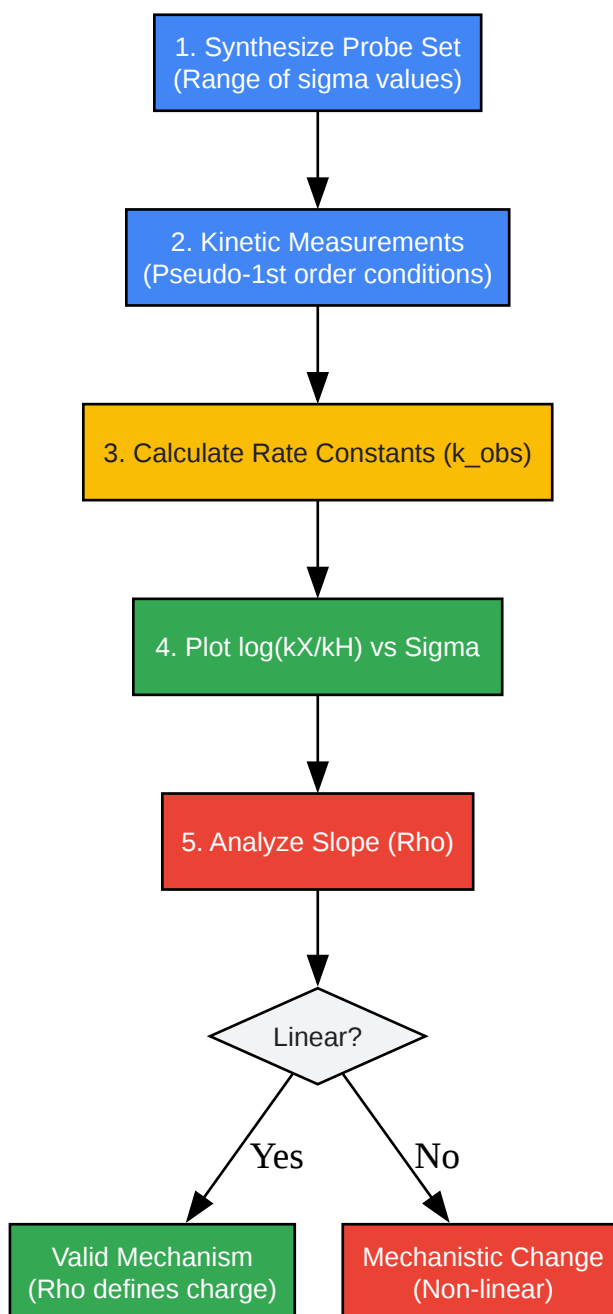 1. Synthesize Probe Set
(Range of sigma values)
2. Kinetic Measurements
(Pseudo-1st order conditions)
3. Calculate Rate Constants (k_obs)
4. Plot log(kX/kH) vs Sigma
5. Analyze Slope (Rho)
Linear?
Yes
No
Valid Mechanism
(Rho defines charge)
Mechanistic Change
(Non-linear)